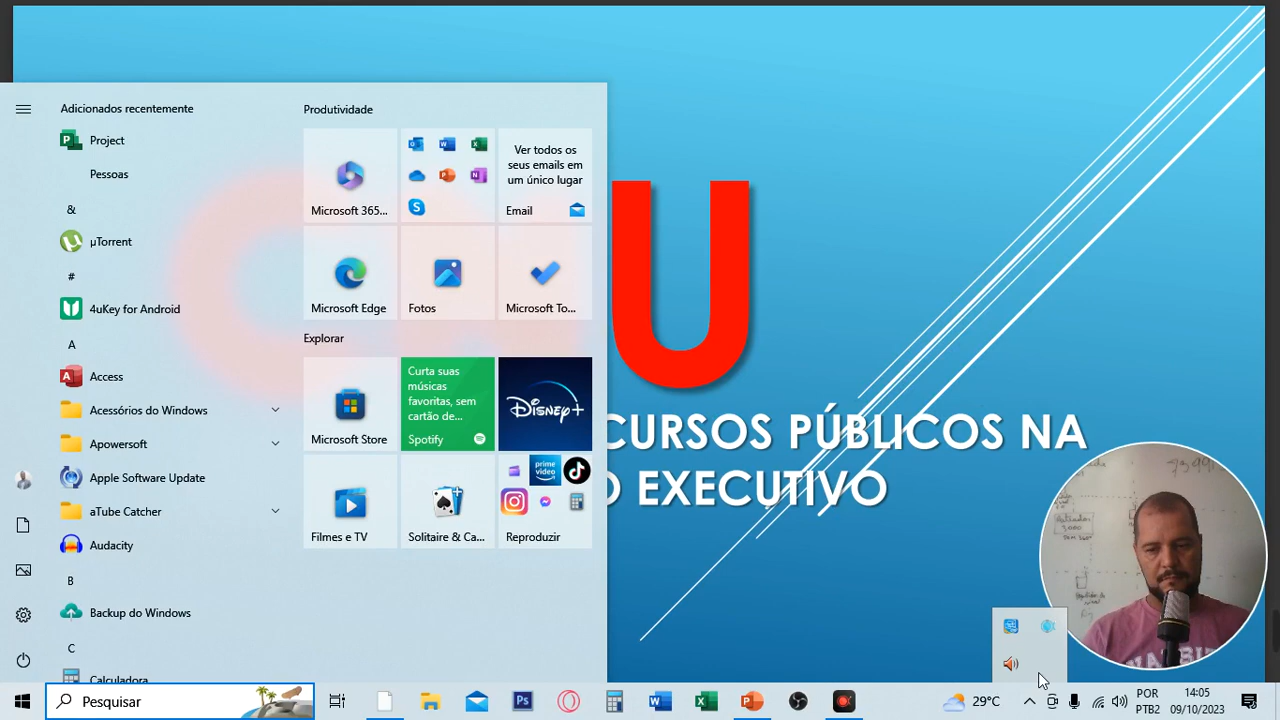 Adicionados recentemente
Project
Pessoas
&
µTorrent
#
4uKey for Android
A
Access
Acessórios do Windows
Apowersoft
Apple Software Update
aTube Catcher
Audacity
B
Backup do Windows
C
Calculadora
Produtividade
Microsoft 365...
Ver todos os
seus emails em
um único lugar
Email
Microsoft Edge
Fotos
Microsoft To...
Explorar
Microsoft Store
Curta suas
músicas
favoritas, sem
cartão de...
Spotify
Disney+
Filmes e TV
Solitaire & Ca...
prime
video
Reproduzir
U
CURSOS PÚBLICOS NA
O EXECUTIVO
Pesquisar
29°C
POR
PTB2
14:05
09/10/2023